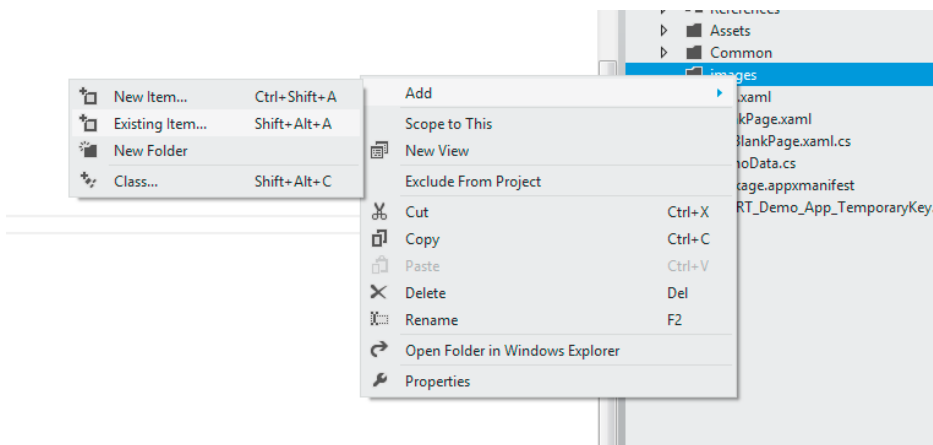 References
Assets
Common
images
.xaml
kPage.xaml
BlankPage.xaml.cs
noData.cs
kage.appxmanifest
RT_Demo_App_TemporaryKey.
New Item... Ctrl+Shift+A
Existing Item... Shift+Alt+A
New Folder
Class... Shift+Alt+C
Add
Scope to This
New View
Exclude From Project
Cut Ctrl+X
Copy Ctrl+C
Paste Ctrl+V
Delete Del
Rename F2
Open Folder in Windows Explorer
Properties